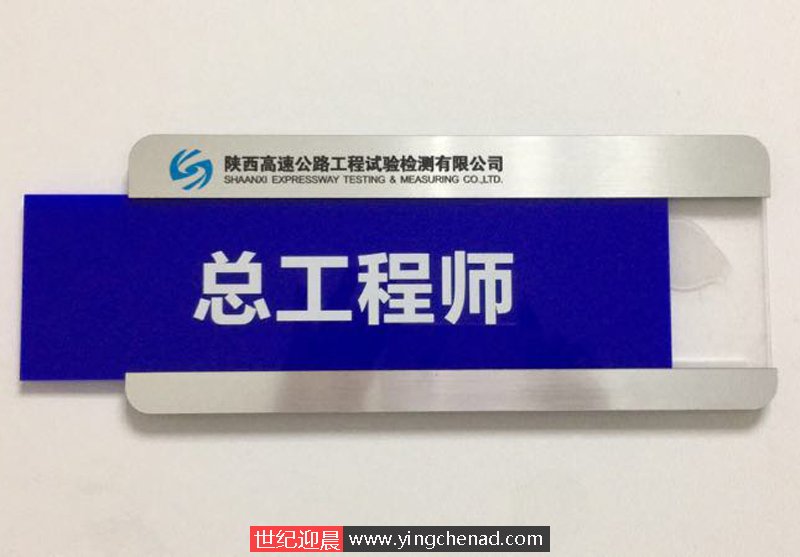 陕西高速公路工程试验检测有限公司
SHAANXI EXPRESSWAY TESTING & MEASURING CO.,LTD.
总工程师
世纪迎晨 www.yingchenad.com